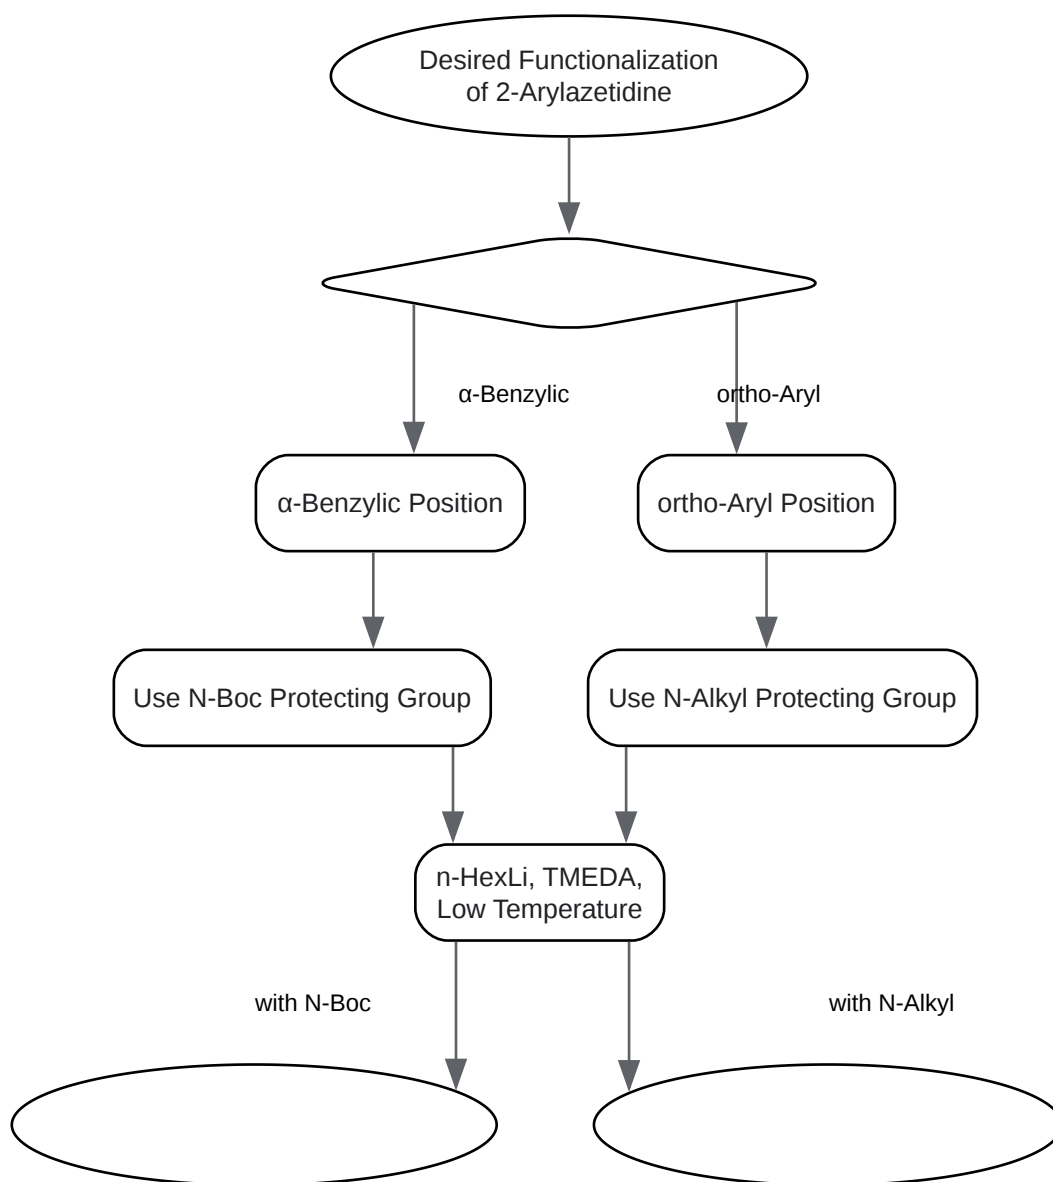 Desired Functionalization
of 2-Arylazetidine
α-Benzylic
ortho-Aryl
α-Benzylic Position
ortho-Aryl Position
Use N-Boc Protecting Group
Use N-Alkyl Protecting Group
n-HexLi, TMEDA,
Low Temperature
with N-Boc
with N-Alkyl